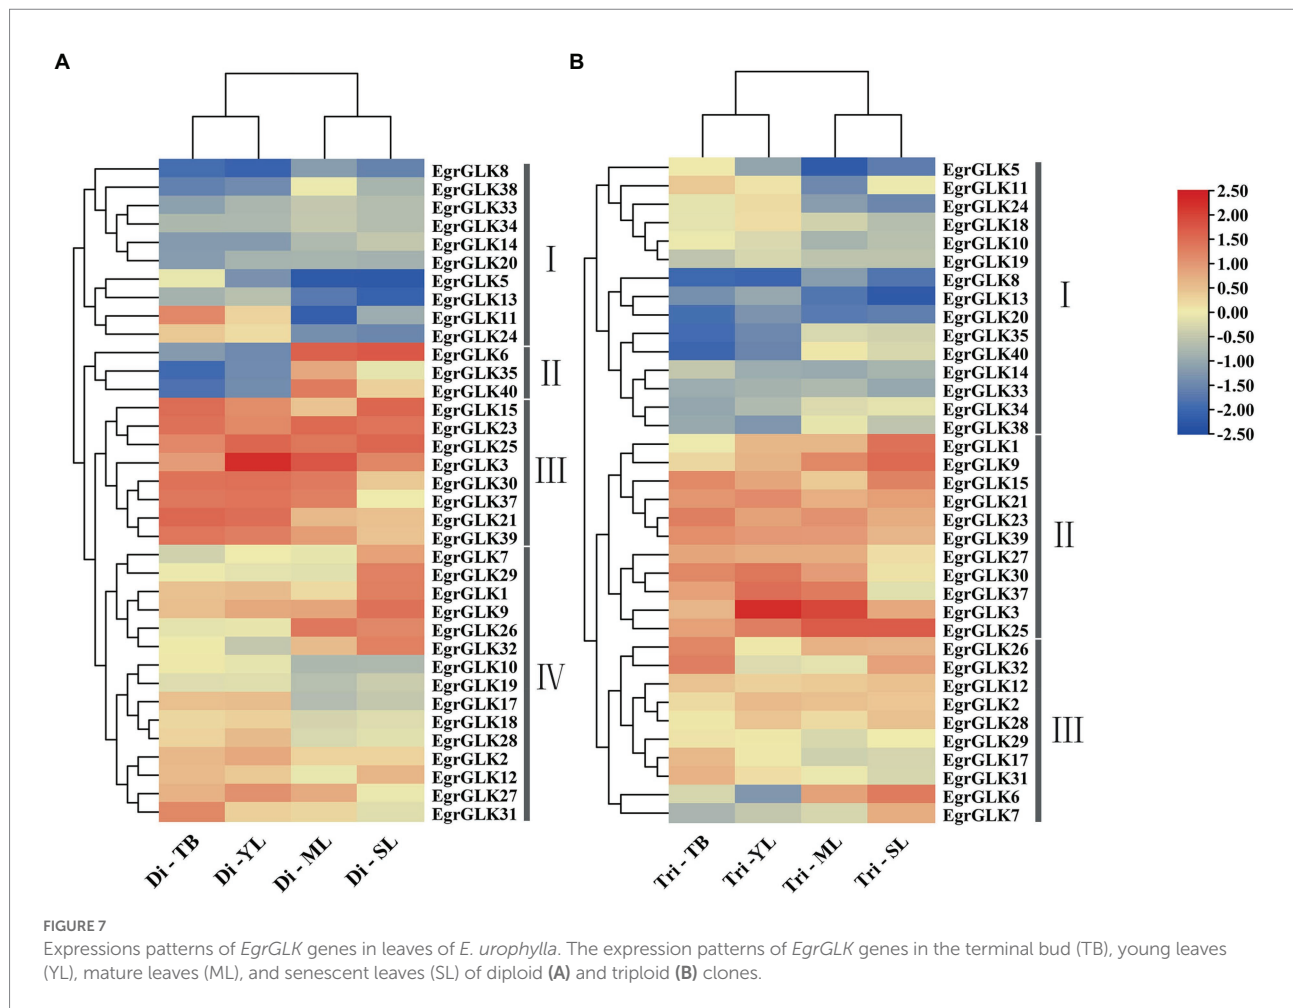 A
B
EgrGLK8
EgrGLK38
EgrGLK33
EgrGLK34
EgrGLK14
EgrGLK20
EgrGLK5
EgrGLK13
EgrGLK11
EgrGLK24
EgrGLK6
EgrGLK35
EgrGLK40
EgrGLK15
EgrGLK23
EgrGLK25
EgrGLK3
EgrGLK30
EgrGLK37
EgrGLK21
EgrGLK39
EgrGLK7
EgrGLK29
EgrGLK1
EgrGLK9
EgrGLK26
EgrGLK32
EgrGLK10
EgrGLK19
EgrGLK17
EgrGLK18
EgrGLK28
EgrGLK2
EgrGLK12
EgrGLK27
EgrGLK31
I
II
III
IV
Di - TB
Di -YL
Di - ML
Di - SL
EgrGLK5
EgrGLK11
EgrGLK24
EgrGLK18
EgrGLK10
EgrGLK19
EgrGLK8
EgrGLK13
EgrGLK20
EgrGLK35
EgrGLK40
EgrGLK14
EgrGLK33
EgrGLK34
EgrGLK38
EgrGLK1
EgrGLK9
EgrGLK15
EgrGLK21
EgrGLK23
EgrGLK39
EgrGLK27
EgrGLK30
EgrGLK37
EgrGLK3
EgrGLK25
EgrGLK26
EgrGLK32
EgrGLK12
EgrGLK2
EgrGLK28
EgrGLK29
EgrGLK17
EgrGLK31
EgrGLK6
EgrGLK7
I
II
III
Tri - TB
Tri -YL
Tri - ML
Tri - SL
2.50
2.00
1.50
1.00
0.50
0.00
-0.50
-1.00
-1.50
-2.00
-2.50
FIGURE 7
Expressions patterns of EgrGLK genes in leaves of E. urophylla. The expression patterns of EgrGLK genes in the terminal bud (TB), young leaves
(YL), mature leaves (ML), and senescent leaves (SL) of diploid (A) and triploid (B) clones.